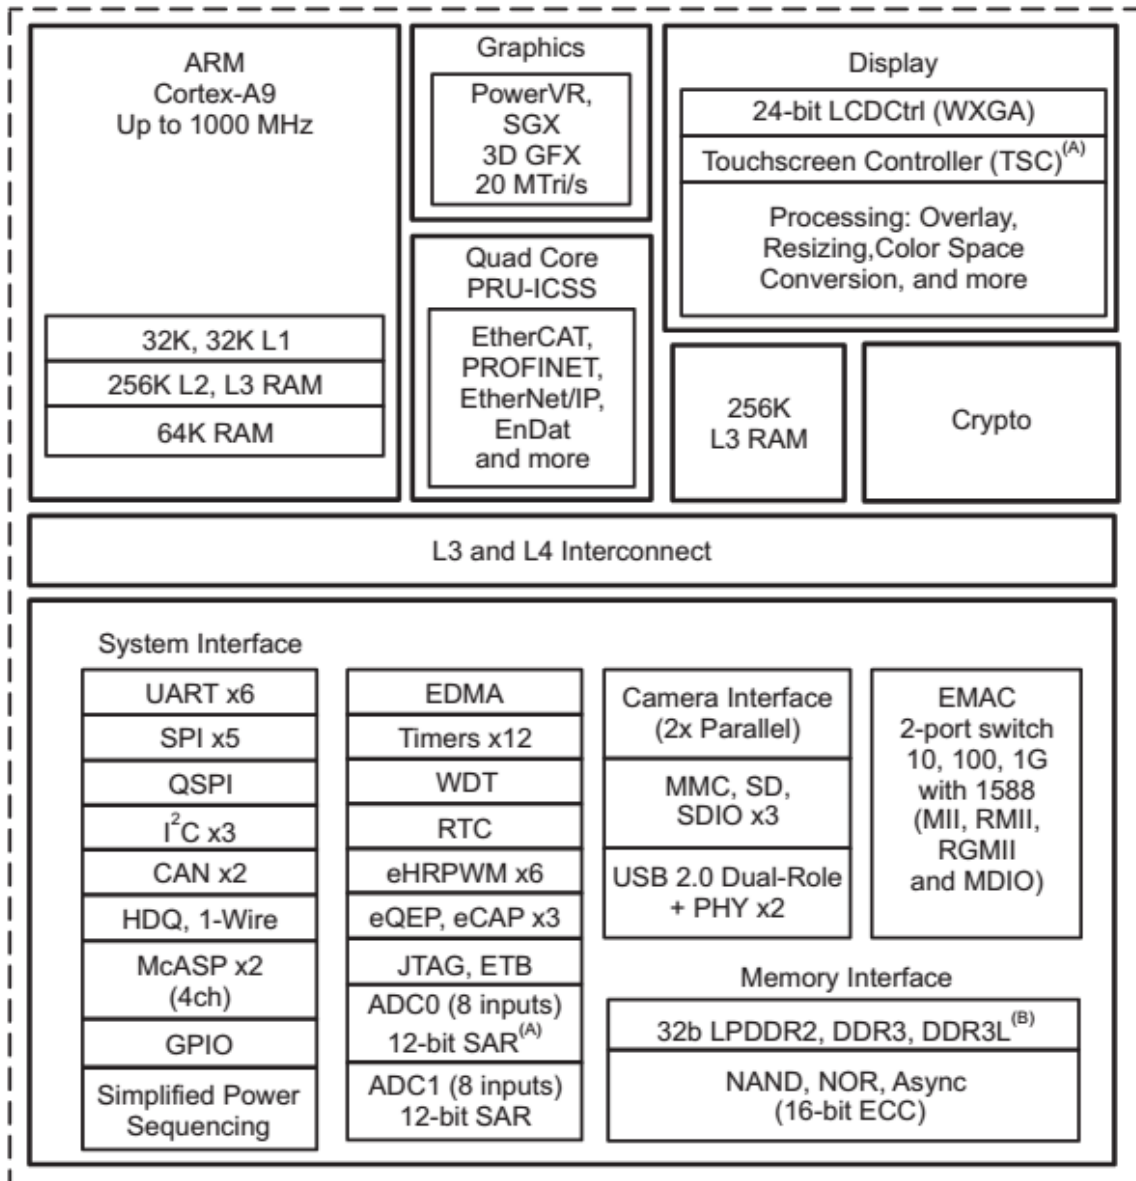 ARM
Cortex-A9
Up to 1000 MHz
32K, 32K L1
256K L2, L3 RAM
64K RAM
Graphics
PowerVR,
SGX
3D GFX
20 MTri/s
Quad Core
PRU-ICSS
EtherCAT,
PROFINET,
EtherNet/IP,
EnDat
and more
Display
24-bit LCDCtrl (WXGA)
Touchscreen Controller (TSC)(A)
Processing: Overlay,
Resizing,Color Space
Conversion, and more
256K
L3 RAM
Crypto
L3 and L4 Interconnect
System Interface
UART x6
SPI x5
QSPI
I²C x3
CAN x2
HDQ, 1-Wire
McASP x2
(4ch)
GPIO
Simplified Power
Sequencing
EDMA
Timers x12
WDT
RTC
eHRPWM x6
eQEP, eCAP x3
JTAG, ETB
ADC0 (8 inputs)
12-bit SAR(A)
ADC1 (8 inputs)
12-bit SAR
Camera Interface
(2x Parallel)
MMC, SD,
SDIO x3
USB 2.0 Dual-Role
+ PHY x2
EMAC
2-port switch
10, 100, 1G
with 1588
(MII, RMII,
RGMII
and MDIO)
Memory Interface
32b LPDDR2, DDR3, DDR3L(B)
NAND, NOR, Async
(16-bit ECC)